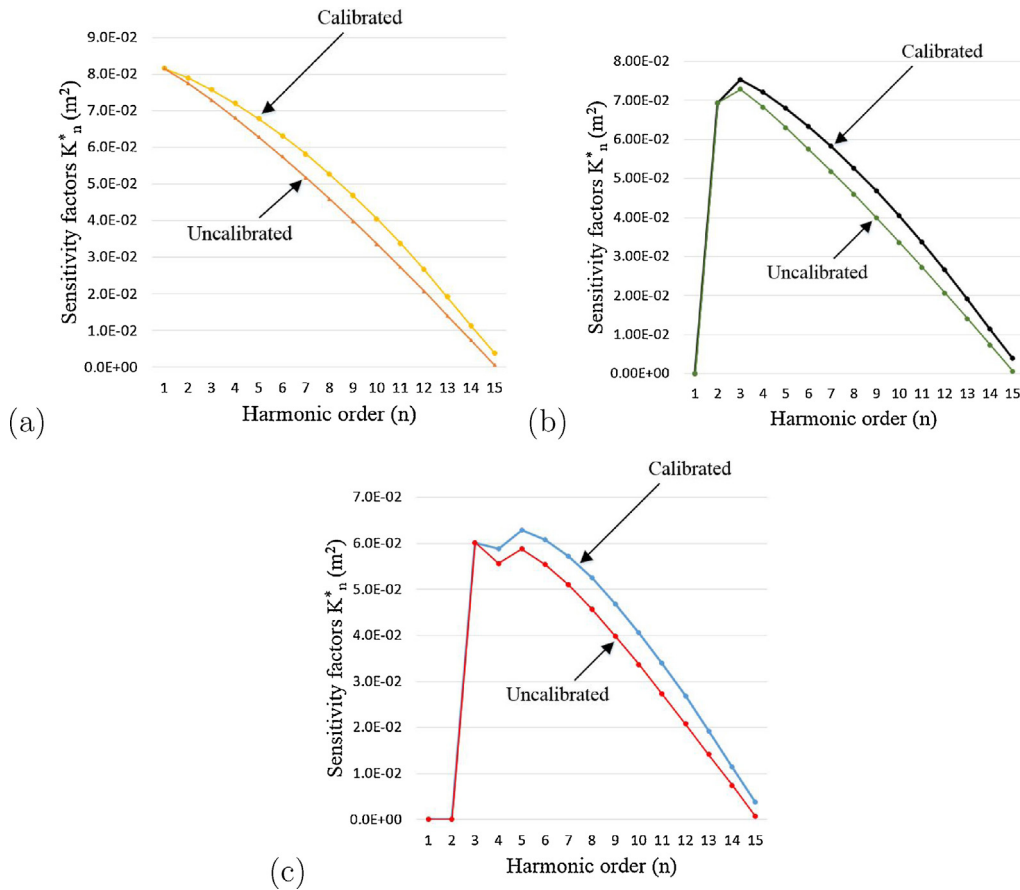 Calibrated
9.0E-02
8.0E-02
7.0E-02
6.0E-02
5.0E-02
4.0E-02
3.0E-02
2.0E-02
1.0E-02
0.0E+00
Sensitivity factors K*n (m²)
Uncalibrated
1 2 3 4 5 6 7 8 9 10 11 12 13 14 15
Harmonic order (n)
(a)
Calibrated
8.00E-02
7.00E-02
6.00E-02
5.00E-02
4.00E-02
3.00E-02
2.00E-02
1.00E-02
0.00E+00
Sensitivity factors K*n (m²)
Uncalibrated
1 2 3 4 5 6 7 8 9 10 11 12 13 14 15
Harmonic order (n)
(b)
Calibrated
7.0E-02
6.0E-02
5.0E-02
4.0E-02
3.0E-02
2.0E-02
1.0E-02
0.0E+00
Sensitivity factors K*n (m²)
Uncalibrated
1 2 3 4 5 6 7 8 9 10 11 12 13 14 15
Harmonic order (n)
(c)